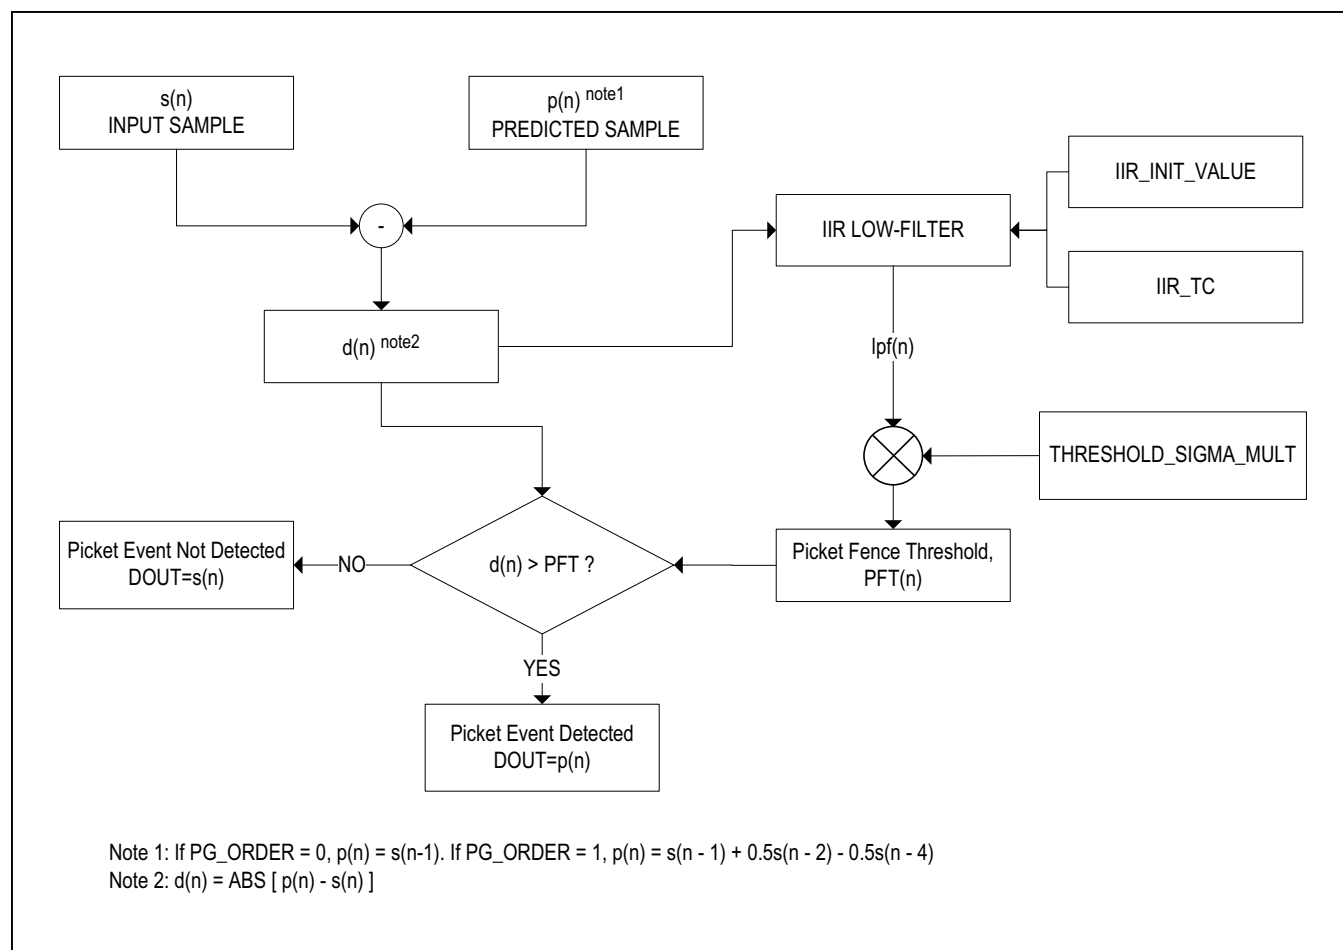 s(n)
INPUT SAMPLE
p(n) note1
PREDICTED SAMPLE
-
IIR LOW-FILTER
IIR_INIT_VALUE
IIR_TC
d(n) note2
lpf(n)
THRESHOLD_SIGMA_MULT
Picket Event Not Detected
DOUT=s(n)
NO
d(n) > PFT ?
Picket Fence Threshold,
PFT(n)
YES
Picket Event Detected
DOUT=p(n)
Note 1: If PG_ORDER = 0, p(n) = s(n-1). If PG_ORDER = 1, p(n) = s(n - 1) + 0.5s(n - 2) - 0.5s(n - 4)
Note 2: d(n) = ABS [ p(n) - s(n) ]